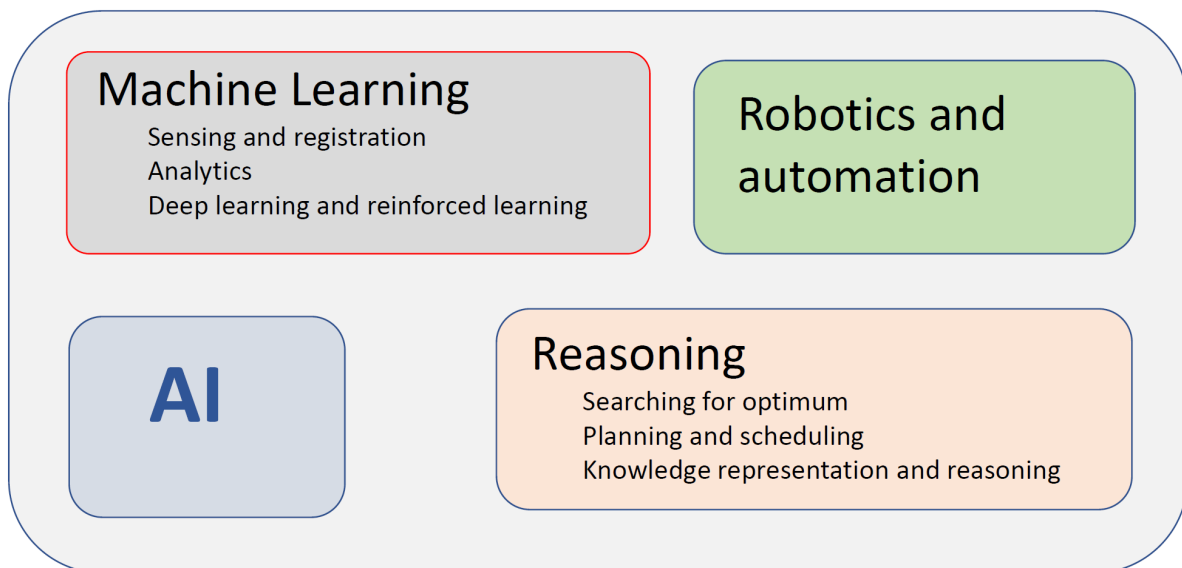 Machine Learning
Sensing and registration
Analytics
Deep learning and reinforced learning
Robotics and
automation
AI
Reasoning
Searching for optimum
Planning and scheduling
Knowledge representation and reasoning